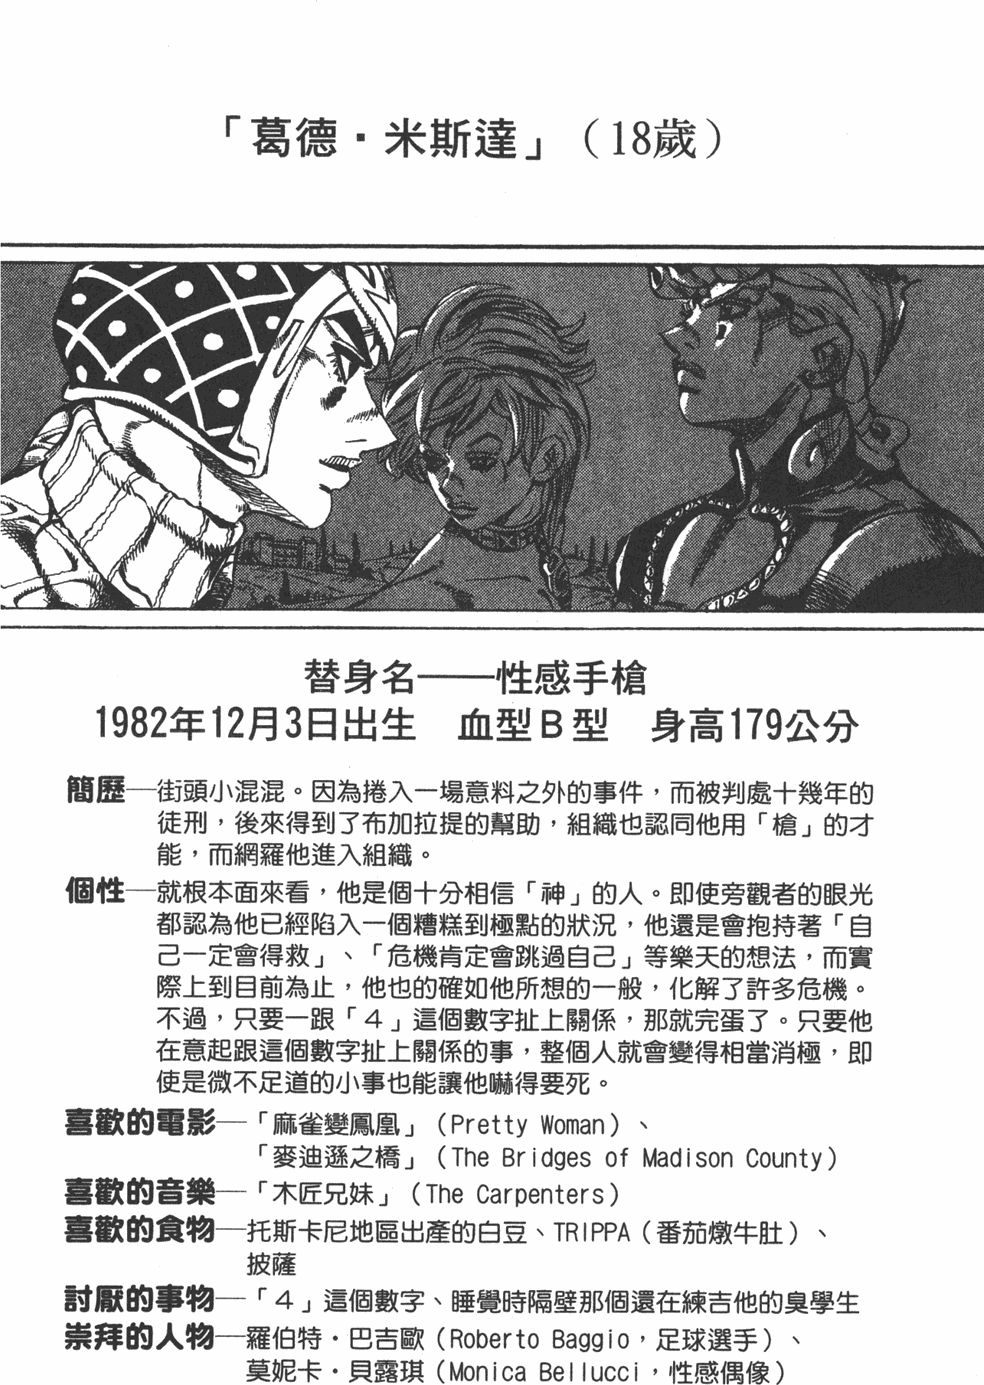 「葛德・米斯達」（18歲）
替身名——性感手槍
1982年12月3日出生　血型Ｂ型　身高179公分
簡歷─街頭小混混。因為捲入一場意料之外的事件，而被判處十幾年的
徒刑，後來得到了布加拉提的幫助，組織也認同他用「槍」的才
能，而網羅他進入組織。
個性─就根本面來看，他是個十分相信「神」的人。即使旁觀者的眼光
都認為他已經陷入一個糟糕到極點的狀況，他還是會抱持著「自
己一定會得救」、「危機肯定會跳過自己」等樂天的想法，而實
際上到目前為止，他也的確如他所想的一般，化解了許多危機。
不過，只要一跟「４」這個數字扯上關係，那就完蛋了。只要他
在意起跟這個數字扯上關係的事，整個人就會變得相當消極，即
使是微不足道的小事也能讓他嚇得要死。
喜歡的電影─「麻雀變鳳凰」（Pretty Woman）、
「麥迪遜之橋」（The Bridges of Madison County）
喜歡的音樂─「木匠兄妹」（The Carpenters）
喜歡的食物─托斯卡尼地區出產的白豆、TRIPPA（番茄燉牛肚）、
披薩
討厭的事物─「４」這個數字、睡覺時隔壁那個還在練吉他的臭學生
崇拜的人物─羅伯特・巴吉歐（Roberto Baggio，足球選手）、
莫妮卡・貝露琪（Monica Bellucci，性感偶像）